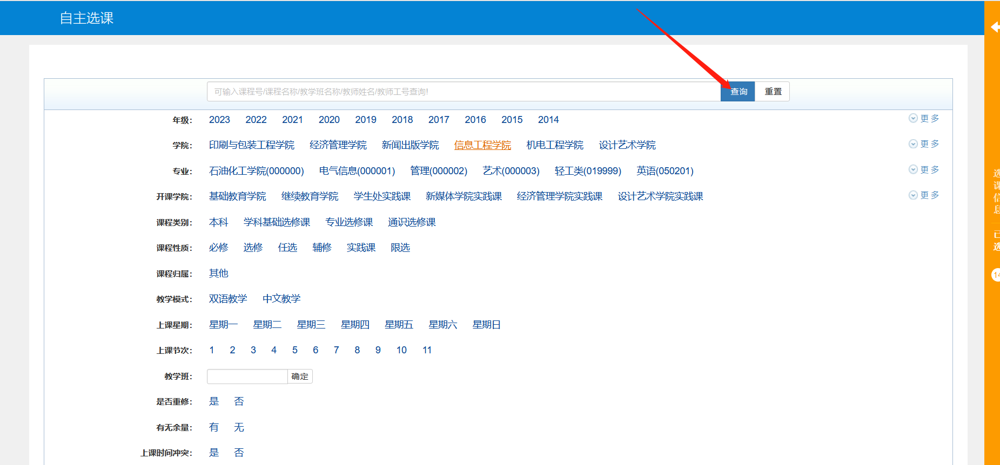 自主选课
可输入课程号/课程名称/教学班名称/教师姓名/教师工号查询! 查询 重置
年级： 2023 2022 2021 2020 2019 2018 2017 2016 2015 2014 更多
学院： 印刷与包装工程学院 经济管理学院 新闻出版学院 信息工程学院 机电工程学院 设计艺术学院 更多
专业： 石油化工学院(000000) 电气信息(000001) 管理(000002) 艺术(000003) 轻工类(019999) 英语(050201) 更多
开课学院： 基础教育学院 继续教育学院 学生处实践课 新媒体学院实践课 经济管理学院实践课 设计艺术学院实践课 更多
课程类别： 本科 学科基础选修课 专业选修课 通识选修课
课程性质： 必修 选修 任选 辅修 实践课 限选
课程归属： 其他
教学模式： 双语教学 中文教学
上课星期： 星期一 星期二 星期三 星期四 星期五 星期六 星期日
上课节次： 1 2 3 4 5 6 7 8 9 10 11
教学班： 确定
是否重修： 是 否
有无余量： 有 无
上课时间冲突： 是 否
选课信息
已选
14